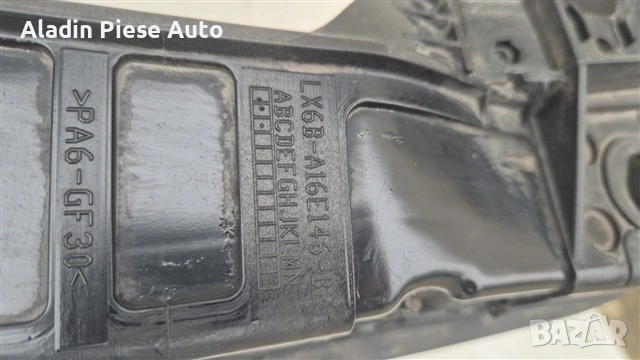 Aladin Piese Auto
LX6B-A16E146-B
ABCDEFGHJKLMN
>PA6-GF30<
BAZAR